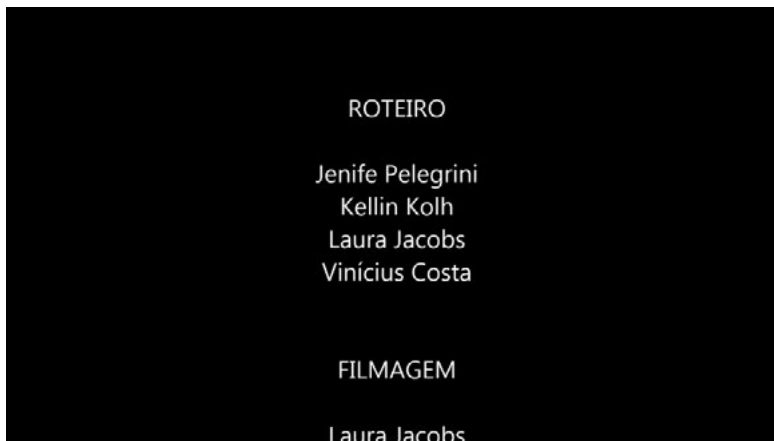 ROTEIRO
Jenife Pelegrini
Kellin Kolh
Laura Jacobs
Vinícius Costa
FILMAGEM
Laura Jacobs